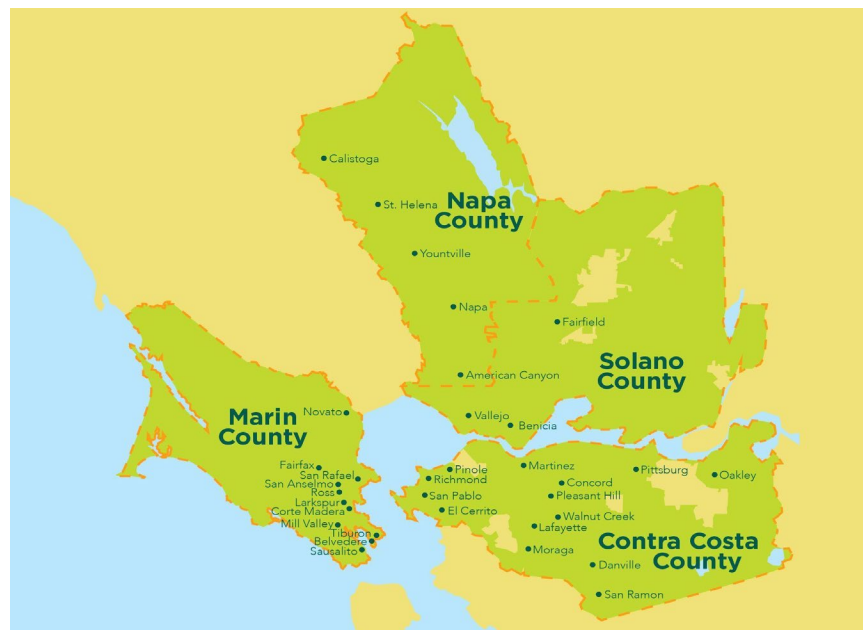 Calistoga
St. Helena
Napa
County
Yountville
Napa
Fairfield
Solano
County
American Canyon
Vallejo
Benicia
Marin
County
Novato
Fairfax
San Rafael
San Anselmo
Ross
Larkspur
Corte Madera
Mill Valley
Tiburon
Belvedere
Sausalito
Pinole
Richmond
San Pablo
El Cerrito
Martinez
Concord
Pleasant Hill
Walnut Creek
Lafayette
Moraga
Pittsburg
Oakley
Contra Costa
County
Danville
San Ramon